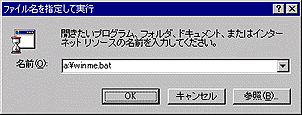 ファイル名を指定して実行
開きたいプログラム、フォルダ、ドキュメント、またはインター
ネット リソースの名前を入力してください。
名前(O):
a:¥winme.bat
OK
キャンセル
参照(B)...